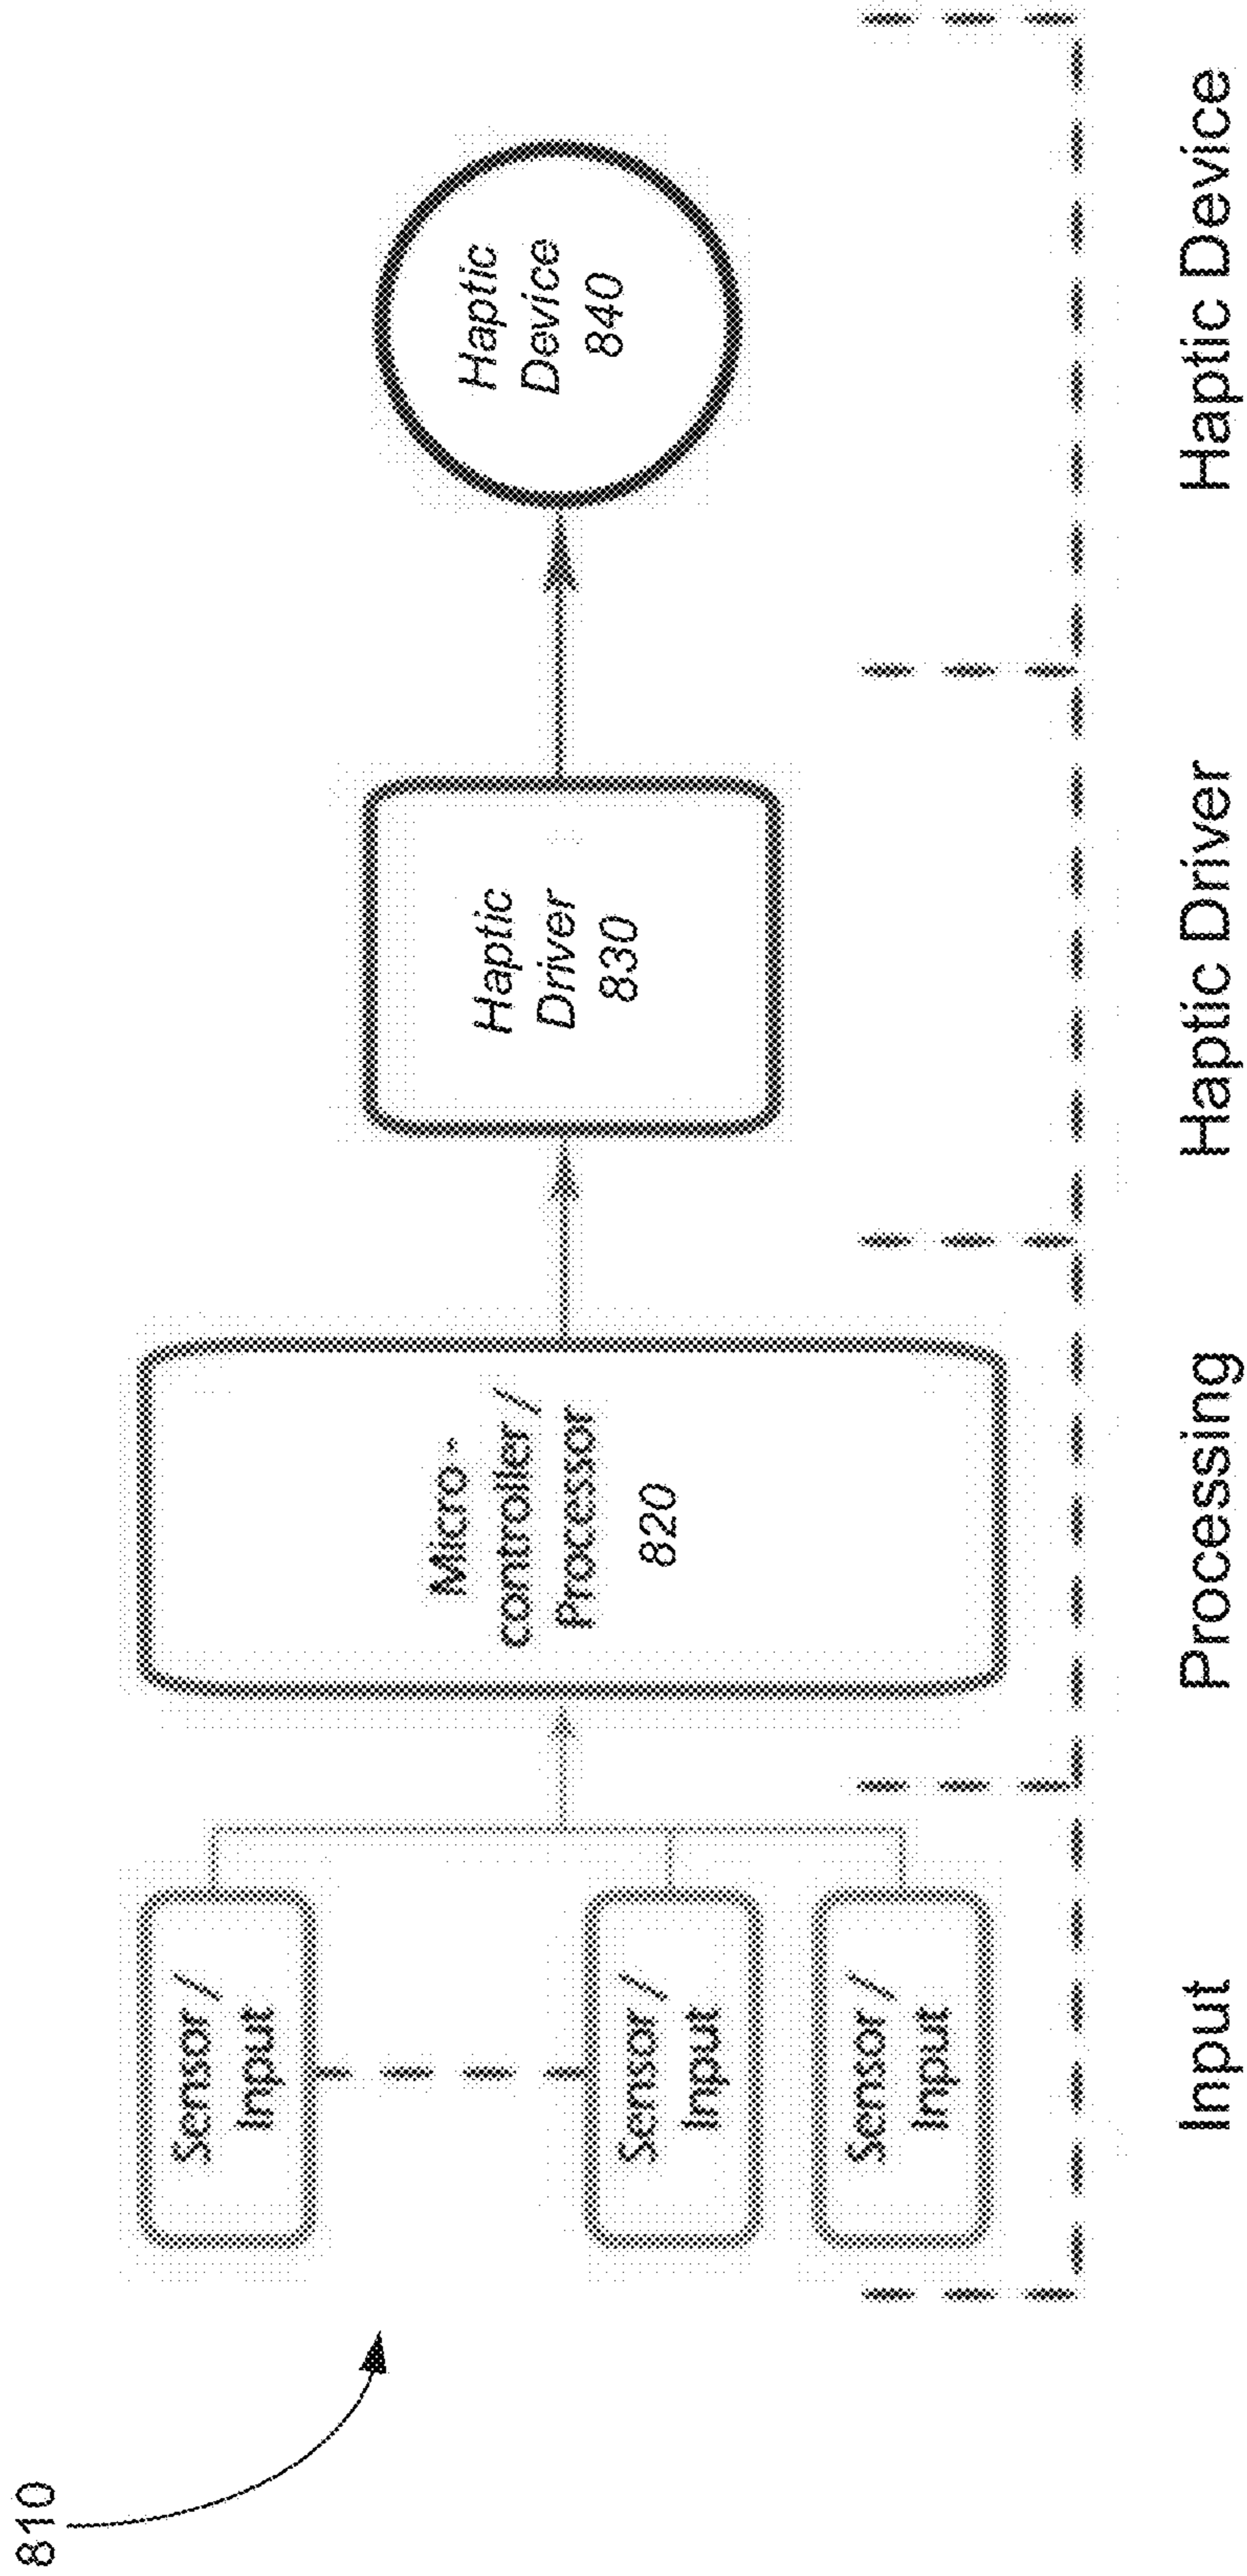 810
Sensor /
Input
Sensor /
Input
Sensor /
Input
Micro-
controller /
Processor
820
Haptic
Driver
830
Haptic
Device
840
Input
Processing
Haptic Driver
Haptic Device